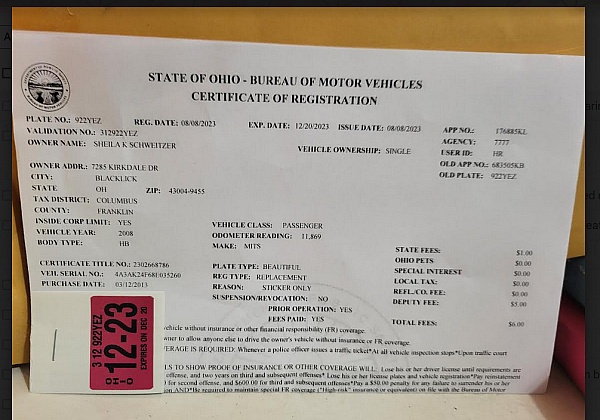 STATE OF OHIO - BUREAU OF MOTOR VEHICLES
CERTIFICATE OF REGISTRATION
PLATE NO.: 922YEZ REG. DATE: 08/08/2023 EXP. DATE: 12/20/2023 ISSUE DATE: 08/08/2023 APP NO.: 176885KL
VALIDATION NO.: 312922YEZ AGENCY: 7777
OWNER NAME: SHEILA K SCHWEITZER VEHICLE OWNERSHIP: SINGLE USER ID: HR
OLD APP NO.: 683505KB
OWNER ADDR.: 7285 KIRKDALE DR OLD PLATE: 922YEZ
CITY: BLACKLICK
STATE OH ZIP: 43004-9455
TAX DISTRICT: COLUMBUS
COUNTY: FRANKLIN
INSIDE CORP LIMIT: YES VEHICLE CLASS: PASSENGER
VEHICLE YEAR: 2008 ODOMETER READING: 11,869
BODY TYPE: HB MAKE: MITS
STATE FEES: $1.00
OHIO PETS $0.00
CERTIFICATE TITLE NO.: 2302668786 PLATE TYPE: BEAUTIFUL SPECIAL INTEREST $0.00
VEH. SERIAL NO.: 4A3AK24F68E035260 REG TYPE: REPLACEMENT LOCAL TAX: $0.00
PURCHASE DATE: 03/12/2013 REASON: STICKER ONLY REFL./CO. FEE: $0.00
SUSPENSION/REVOCATION: NO DEPUTY FEE: $5.00
PRIOR OPERATION: YES
FEES PAID: YES TOTAL FEES: $6.00
3 12 922YEZ
12-23
OHIO
EXPIRES ON DEC 20
vehicle without insurance or other financial responsibility (FR) coverage.
owner to allow anyone else to drive the owner's vehicle without insurance or FR coverage.
ERAGE IS REQUIRED: Whenever a police officer issues a traffic ticket*At all vehicle inspection stops*Upon traffic court
LS TO SHOW PROOF OF INSURANCE OR OTHER COVERAGE WILL: Lose his or her driver license until requirements are
offense, and two years on third and subsequent offenses* Lose his or her license plates and vehicle registration*Pay reinstatement
for second offense, and $600.00 for third and subsequent offenses*Pay a $50.00 penalty for any failure to surrender his or her
AND*Be required to maintain special FR coverage ("High-risk" insurance or equivalent) on file with the Bureau of Motor